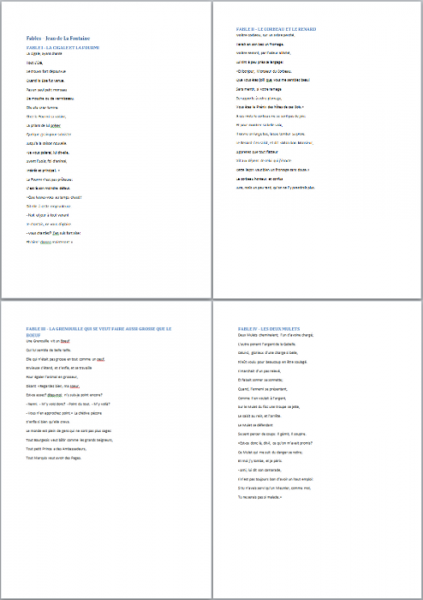 Fables Jean de La Fontaine
FABLE I - LA CIGALE ET LA FOURMI
La Cigale, ayant chanté
Tout l'été,
Se trouva fort dépourvue
Quand la bise fut venue.
Pas un seul petit morceau
De mouche ou de vermisseau.
Elle alla crier famine
Chez la Fourmi sa voisine,
La priant de lui prêter
Quelque grain pour subsister
Jusqu'à la saison nouvelle.
«Je vous paierai, lui dit-elle,
Avant l'août, foi d'animal,
Intérêt et principal. »
La Fourmi n'est pas prêteuse;
C'est là son moindre défaut.
«Que faisiez-vous au temps chaud?
Dit-elle à cette emprunteuse.
- Nuit et jour à tout venant
Je chantais, ne vous déplaise.
- Vous chantiez? J'en suis fort aise:
Hé bien! dansez maintenant.»
FABLE II - LE CORBEAU ET LE RENARD
Maître Corbeau, sur un arbre perché,
Tenait en son bec un fromage.
Maître Renard, par l'odeur alléché,
Lui tint à peu près ce langage:
«Et bonjour, Monsieur du Corbeau.
Que vous êtes joli! que vous me semblez beau!
Sans mentir, si votre ramage
Se rapporte à votre plumage,
Vous êtes le Phénix des hôtes de ces bois.»
À ces mots le Corbeau ne se sent pas de joie;
Et pour montrer sa belle voix,
Il ouvre un large bec, laisse tomber sa proie.
Le Renard s'en saisit, et dit: «Mon bon Monsieur,
Apprenez que tout flatteur
Vit aux dépens de celui qui l'écoute.
Cette leçon vaut bien un fromage sans doute.»
Le Corbeau honteux et confus
Jura, mais un peu tard, qu'on ne l'y prendrait plus.
FABLE III - LA GRENOUILLE QUI SE VEUT FAIRE AUSSI GROSSE QUE LE
BOEUF
Une Grenouille vit un Boeuf
Qui lui sembla de belle taille.
Elle qui n'était pas grosse en tout comme un oeuf,
Envieuse s'étend, et s'enfle, et se travaille
Pour égaler l'animal en grosseur,
Disant: «Regardez bien, ma soeur,
Est-ce assez? dites-moi; n'y suis-je point encore?
- Nenni. - M'y voici donc? - Point du tout. - M'y voilà?
- Vous n'en approchez point.» La chétive pécore
S'enfla si bien qu'elle creva.
Le monde est plein de gens qui ne sont pas plus sages:
Tout Bourgeois veut bâtir comme les grands seigneurs,
Tout petit Prince a des Ambassadeurs,
Tout Marquis veut avoir des Pages.
FABLE IV - LES DEUX MULETS
Deux Mulets cheminaient; l'un d'avoine chargé,
L'autre portant l'argent de la Gabelle.
Celui-ci, glorieux d'une charge si belle,
N'eût voulu pour beaucoup en être soulagé.
Il marchait d'un pas relevé,
Et faisait sonner sa sonnette;
Quand, l'ennemi se présentant,
Comme il en voulait à l'argent,
Sur le Mulet du fisc une troupe se jette,
Le saisit au frein, et l'arrête.
Le Mulet en se défendant
Se sent percer de coups: il gémit, il soupire.
«Est-ce donc là, dit-il, ce qu'on m'avait promis?
Ce Mulet qui me suit du danger se retire,
Et moi j'y tombe, et je péris.
- Ami, lui dit son camarade,
Il n'est pas toujours bon d'avoir un haut emploi:
Si tu n'avais servi qu'un Meunier, comme moi,
Tu ne serais pas si malade.»